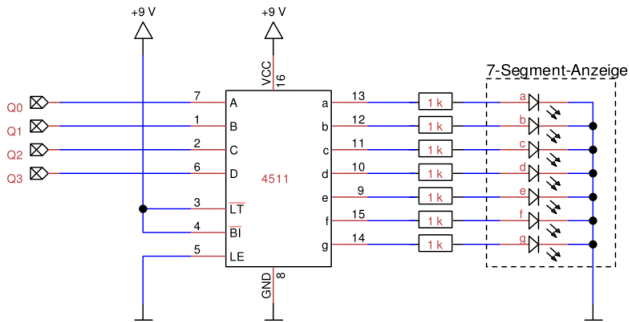 +9 V
+9 V
7-Segment-Anzeige
VCC
16
Q0 7 A a 13 1 k a
Q1 1 B b 12 1 k b
Q2 2 C c 11 1 k c
Q3 6 D d 10 1 k d
4511
e 9 1 k e
3 LT f 15 1 k f
4 BI g 14 1 k g
5 LE
GND
8